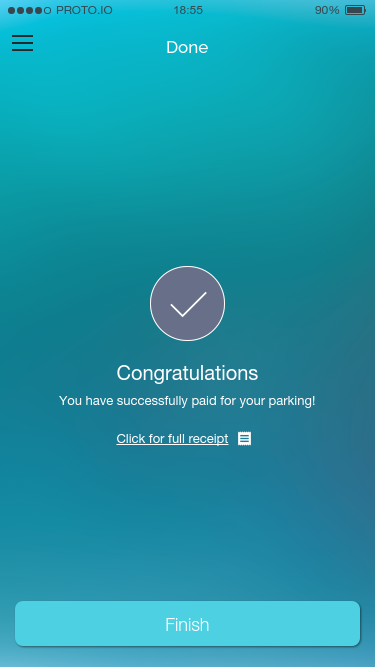 PROTO.IO 18:55 90%
Done
Congratulations
You have successfully paid for your parking!
Click for full receipt
Finish